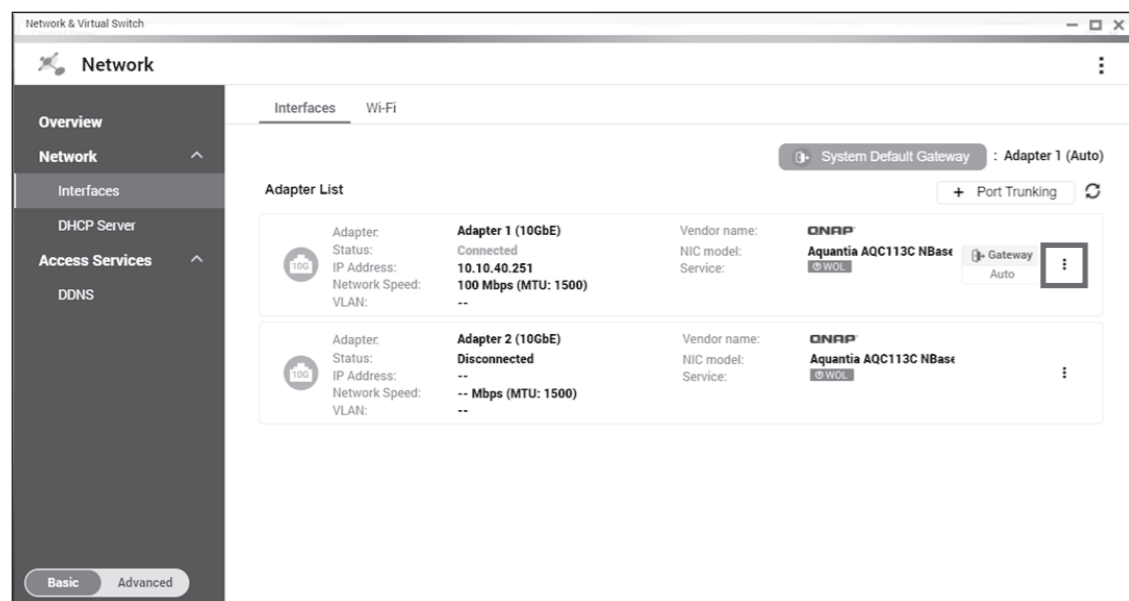 Network & Virtual Switch
Network
Interfaces Wi-Fi
Overview
Network
Interfaces
DHCP Server
Access Services
DDNS
System Default Gateway : Adapter 1 (Auto)
Adapter List
+ Port Trunking
10G
Adapter: Adapter 1 (10GbE)
Status: Connected
IP Address: 10.10.40.251
Network Speed: 100 Mbps (MTU: 1500)
VLAN: --
Vendor name: QNAP
NIC model: Aquantia AQC113C NBase
Service: WOL
Gateway
Auto
10G
Adapter: Adapter 2 (10GbE)
Status: Disconnected
IP Address: --
Network Speed: -- Mbps (MTU: 1500)
VLAN: --
Vendor name: QNAP
NIC model: Aquantia AQC113C NBase
Service: WOL
Basic Advanced